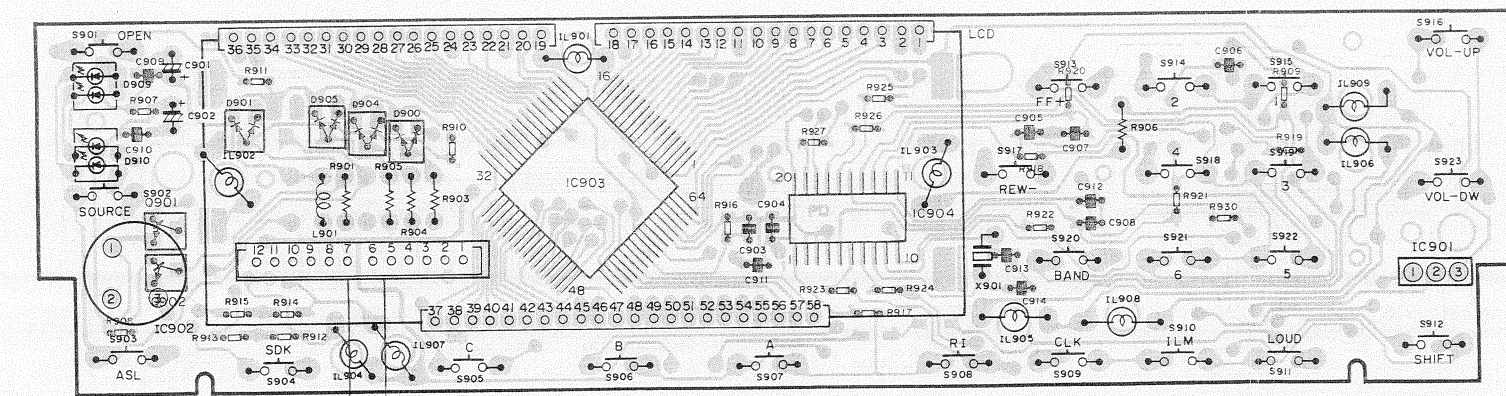 S901 OPEN
C909 C901 +
D909
R907 + C902
C910
D910
S902
SOURCE
Q901
1
2
3
IC902
S903
ASL
R911
D901
D905
D904
D900
R910
IL902
R901
R905
R903
L901
R904
R915 R914
R913 R912
SDK
S904
IL904
IL907
36 35 34 33 32 31 30 29 28 27 26 25 24 23 22 21 20 19
IL901
18 17 16 15 14 13 12 11 10 9 8 7 6 5 4 3 2 1
LCD
16
1
32
IC903
64
48
12 11 10 9 8 7 6 5 4 3 2 1
37 38 39 40 41 42 43 44 45 46 47 48 49 50 51 52 53 54 55 56 57 58
C
S905
B
S906
A
S907
R925
R926
R927
IL903
20 11
IC904
1 10
R916 C904
C903
C911
R923 R924
R917
X901
C913
C914
IL905
RI
S908
S913
R920
FF+
C905
C907
R906
S917
R918
REW-
C912
C908
R922
S920
BAND
CLK
S909
IL908
S914
2
C906
S915
R909
1
4
S918
R921
R919
S919
3
R930
S921
6
S922
5
S910
ILM
LOUD
S911
IL909
IL906
S916
VOL-UP
S923
VOL-DW
IC901
1 2 3
S912
SHIFT